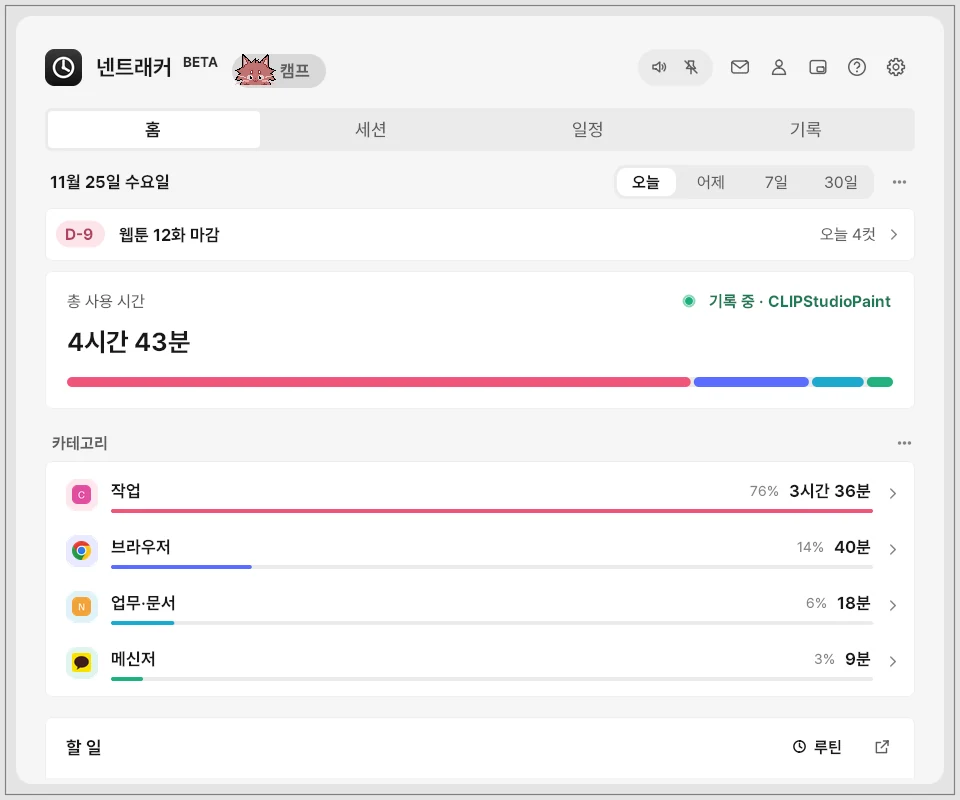 넨트래커 BETA 캠프
홈 세션 일정 기록
11월 25일 수요일 오늘 어제 7일 30일
D-9 웹툰 12화 마감 오늘 4컷
총 사용 시간 기록 중 · CLIPStudioPaint
4시간 43분
카테고리
C 작업 76% 3시간 36분
브라우저 14% 40분
N 업무·문서 6% 18분
메신저 3% 9분
할 일 루틴